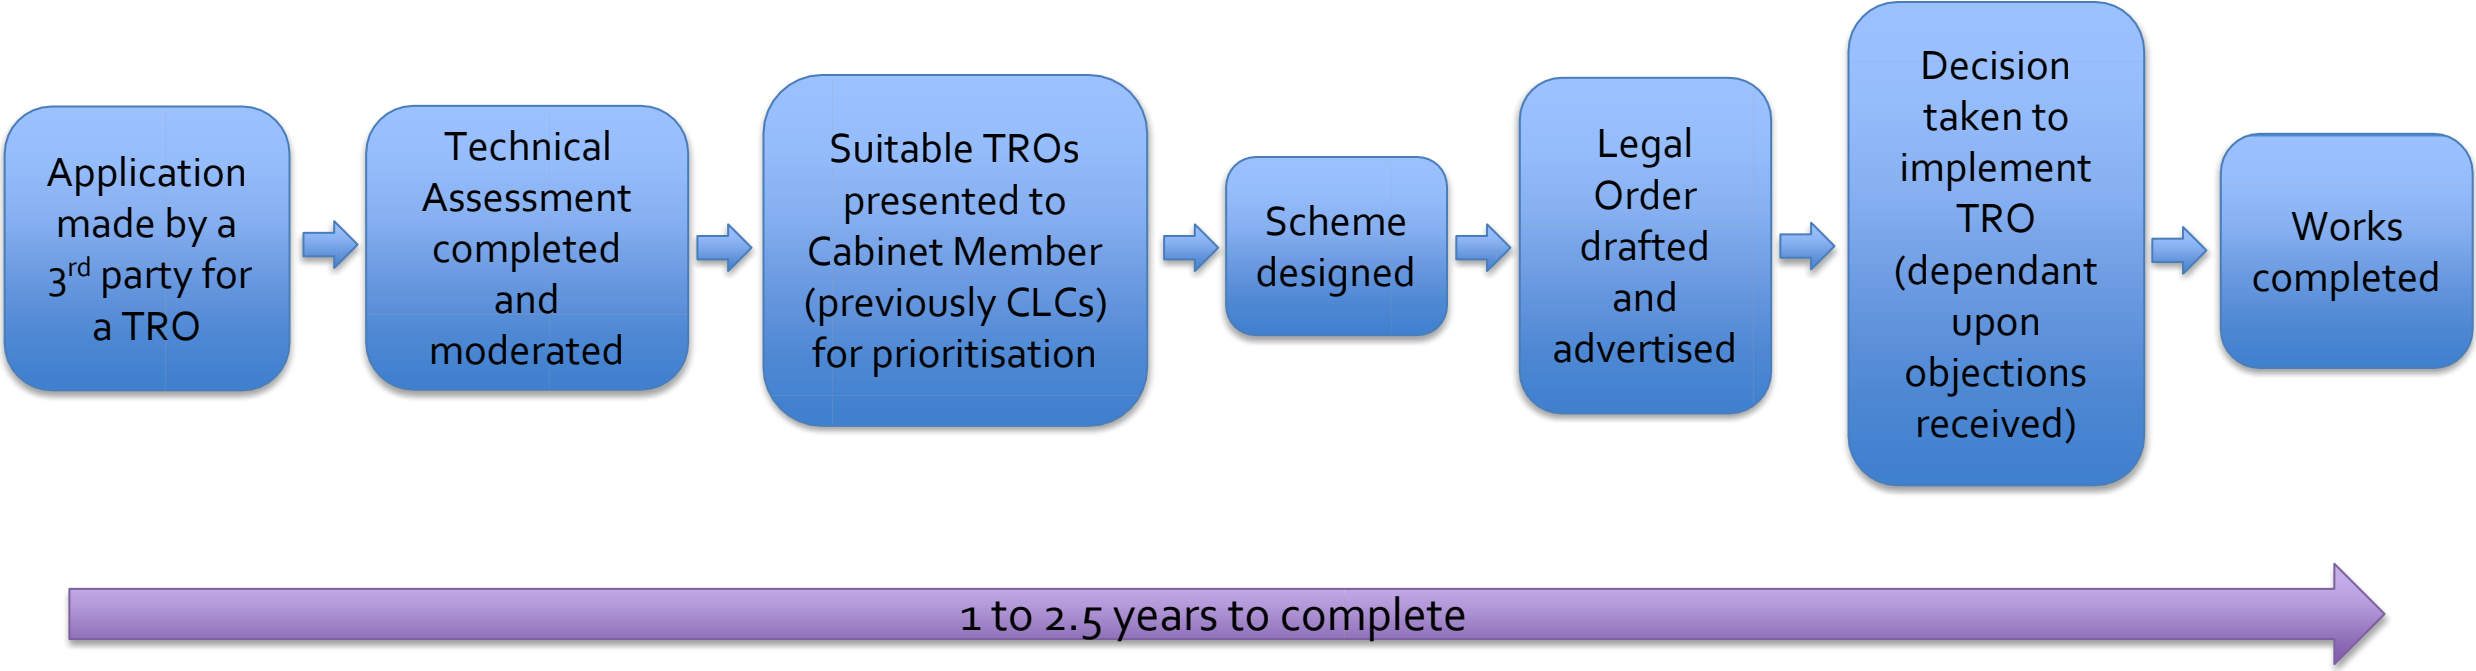 Application
made by a
3rd party for
a TRO
Technical
Assessment
completed
and
moderated
Suitable TROs
presented to
Cabinet Member
(previously CLCs)
for prioritisation
Scheme
designed
Legal
Order
drafted
and
advertised
Decision
taken to
implement
TRO
(dependant
upon
objections
received)
Works
completed
1 to 2.5 years to complete